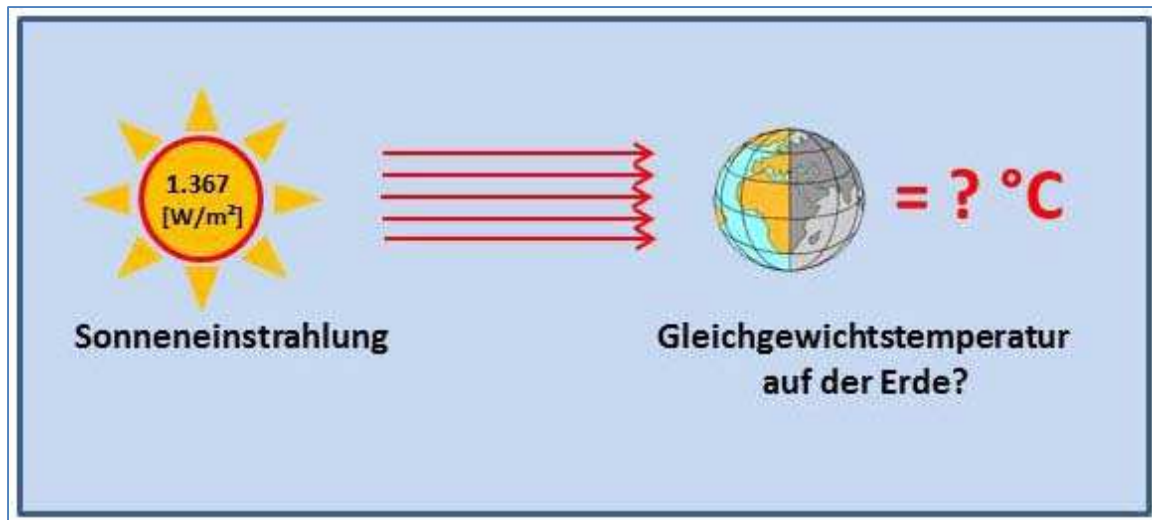 1.367
[W/m²]
= ? °C
Sonneneinstrahlung
Gleichgewichtstemperatur
auf der Erde?